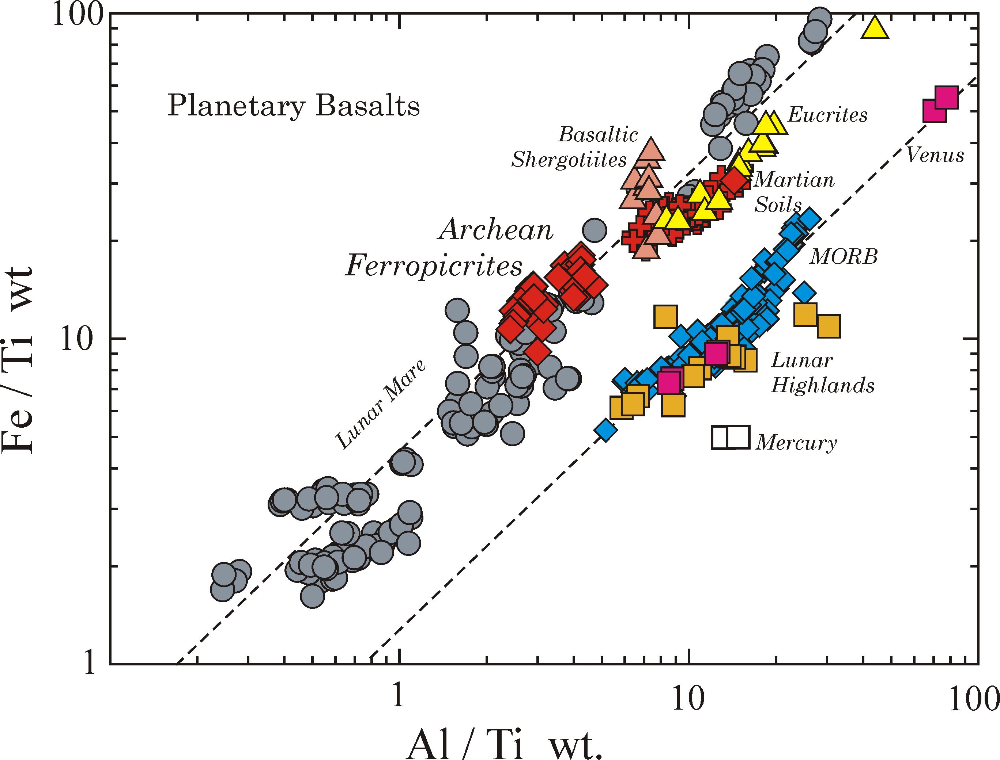 100
Planetary Basalts
Eucrites
Basaltic
Shergotiites
Venus
Martian
Soils
Archean
Ferropicrites
MORB
10
Lunar Mare
Lunar
Highlands
Mercury
Fe / Ti wt
1
1
10
100
Al / Ti wt.